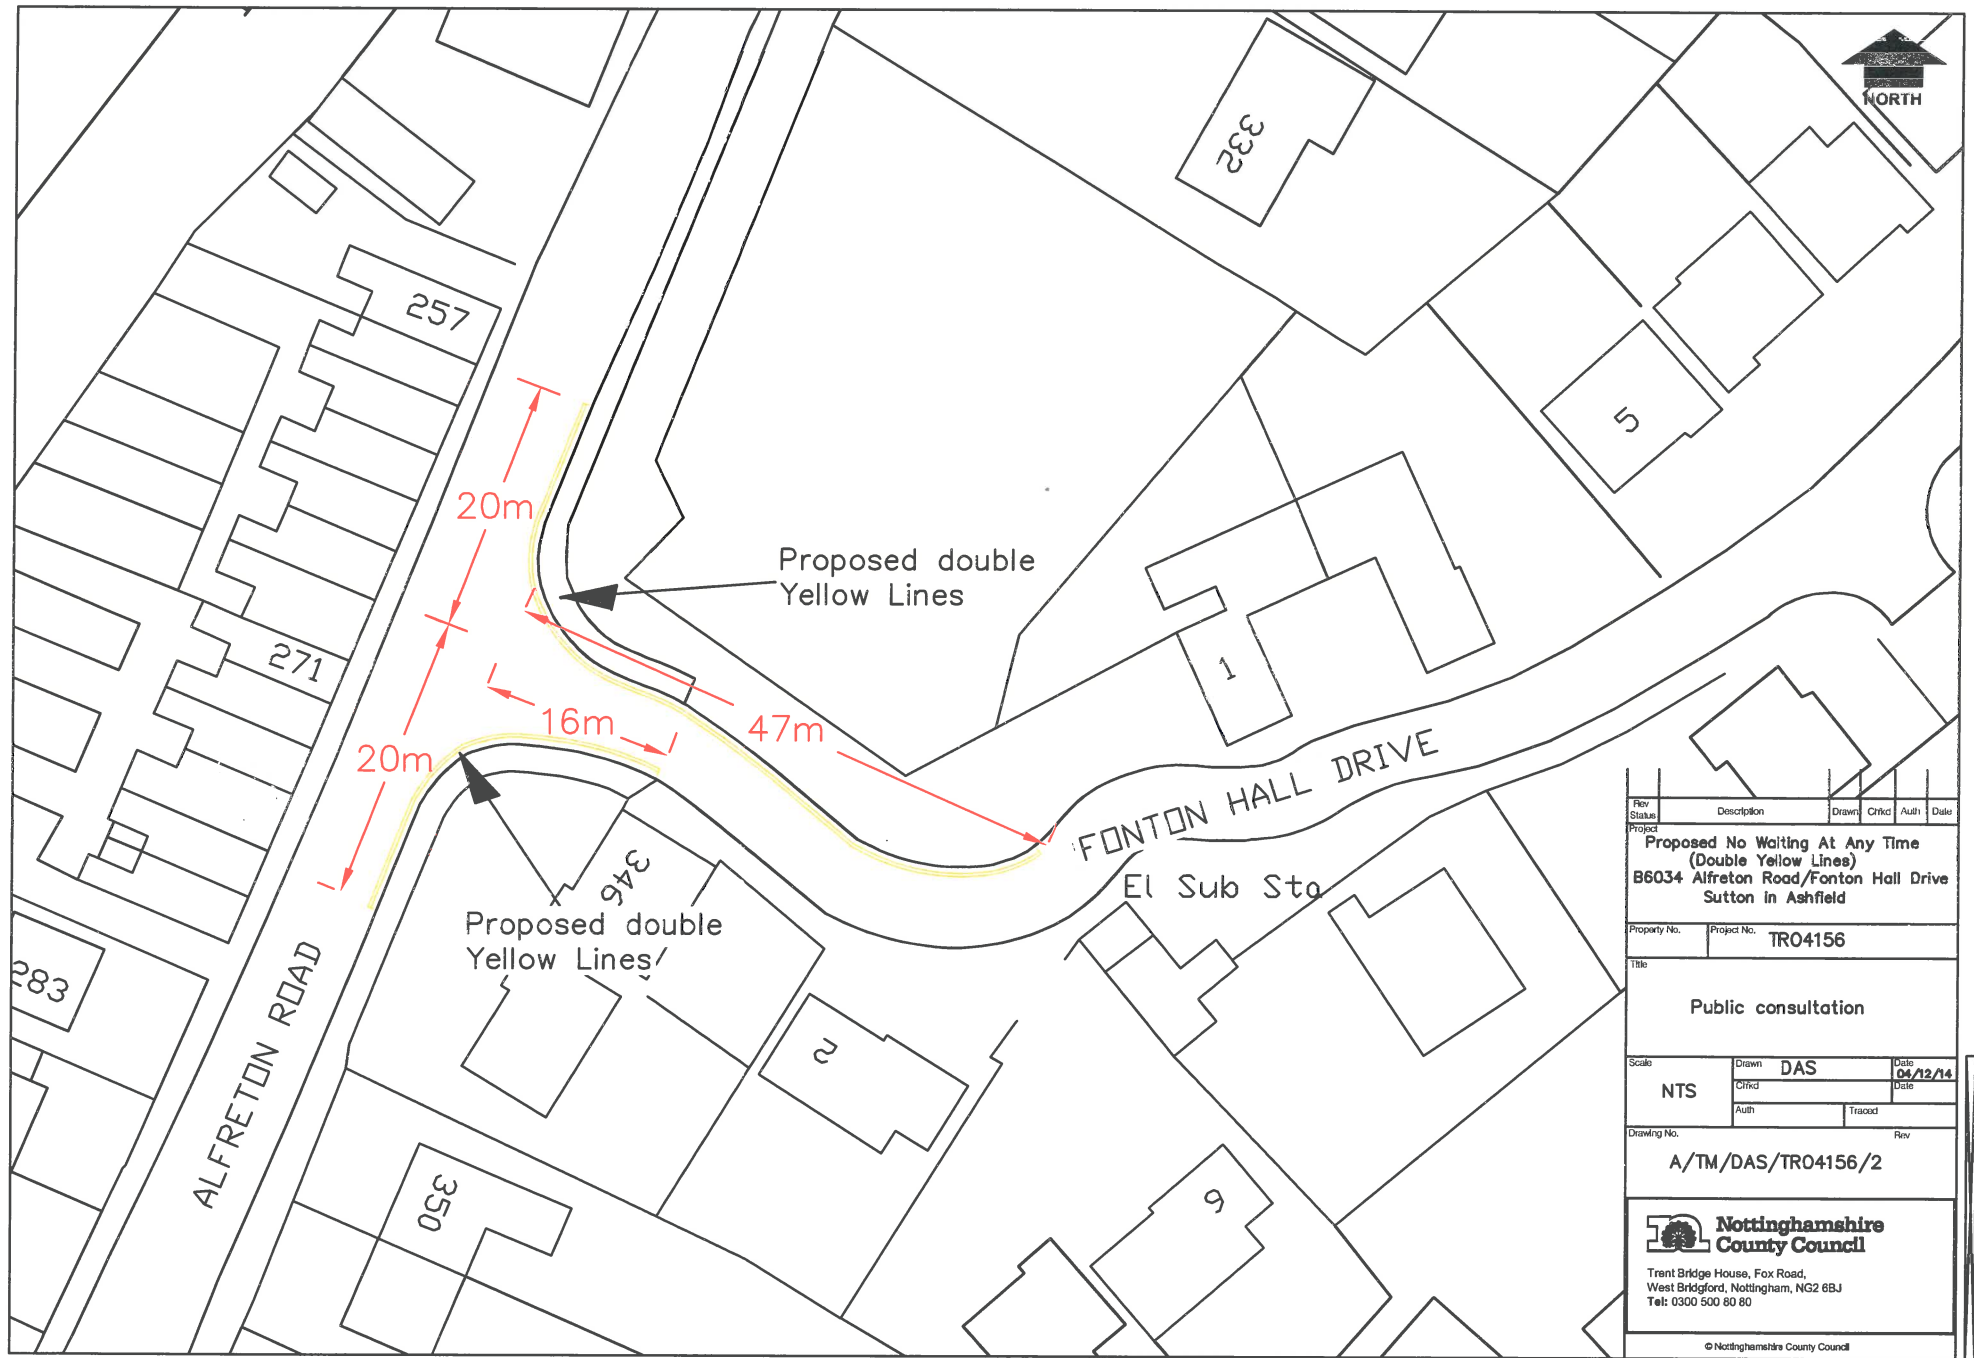 NORTH
332
257
5
20m
Proposed double
Yellow Lines
271
1
16m
47m
20m
FONTON HALL DRIVE
El Sub Sta
346
Proposed double
Yellow Lines
283
ALFRETON ROAD
2
350
9
Rev
Status
Description
Drawn
Chkd
Auth
Date
Project
Proposed No Waiting At Any Time
(Double Yellow Lines)
B6034 Alfreton Road/Fonton Hall Drive
Sutton in Ashfield
Property No.
Project No.
TRO4156
Title
Public consultation
Scale
NTS
Drawn
DAS
Date
04/12/14
Chkd
Date
Auth
Traced
Drawing No.
Rev
A/TM/DAS/TRO4156/2
Nottinghamshire
County Council
Trent Bridge House, Fox Road,
West Bridgford, Nottingham, NG2 6BJ
Tel: 0300 500 80 80
© Nottinghamshire County Council